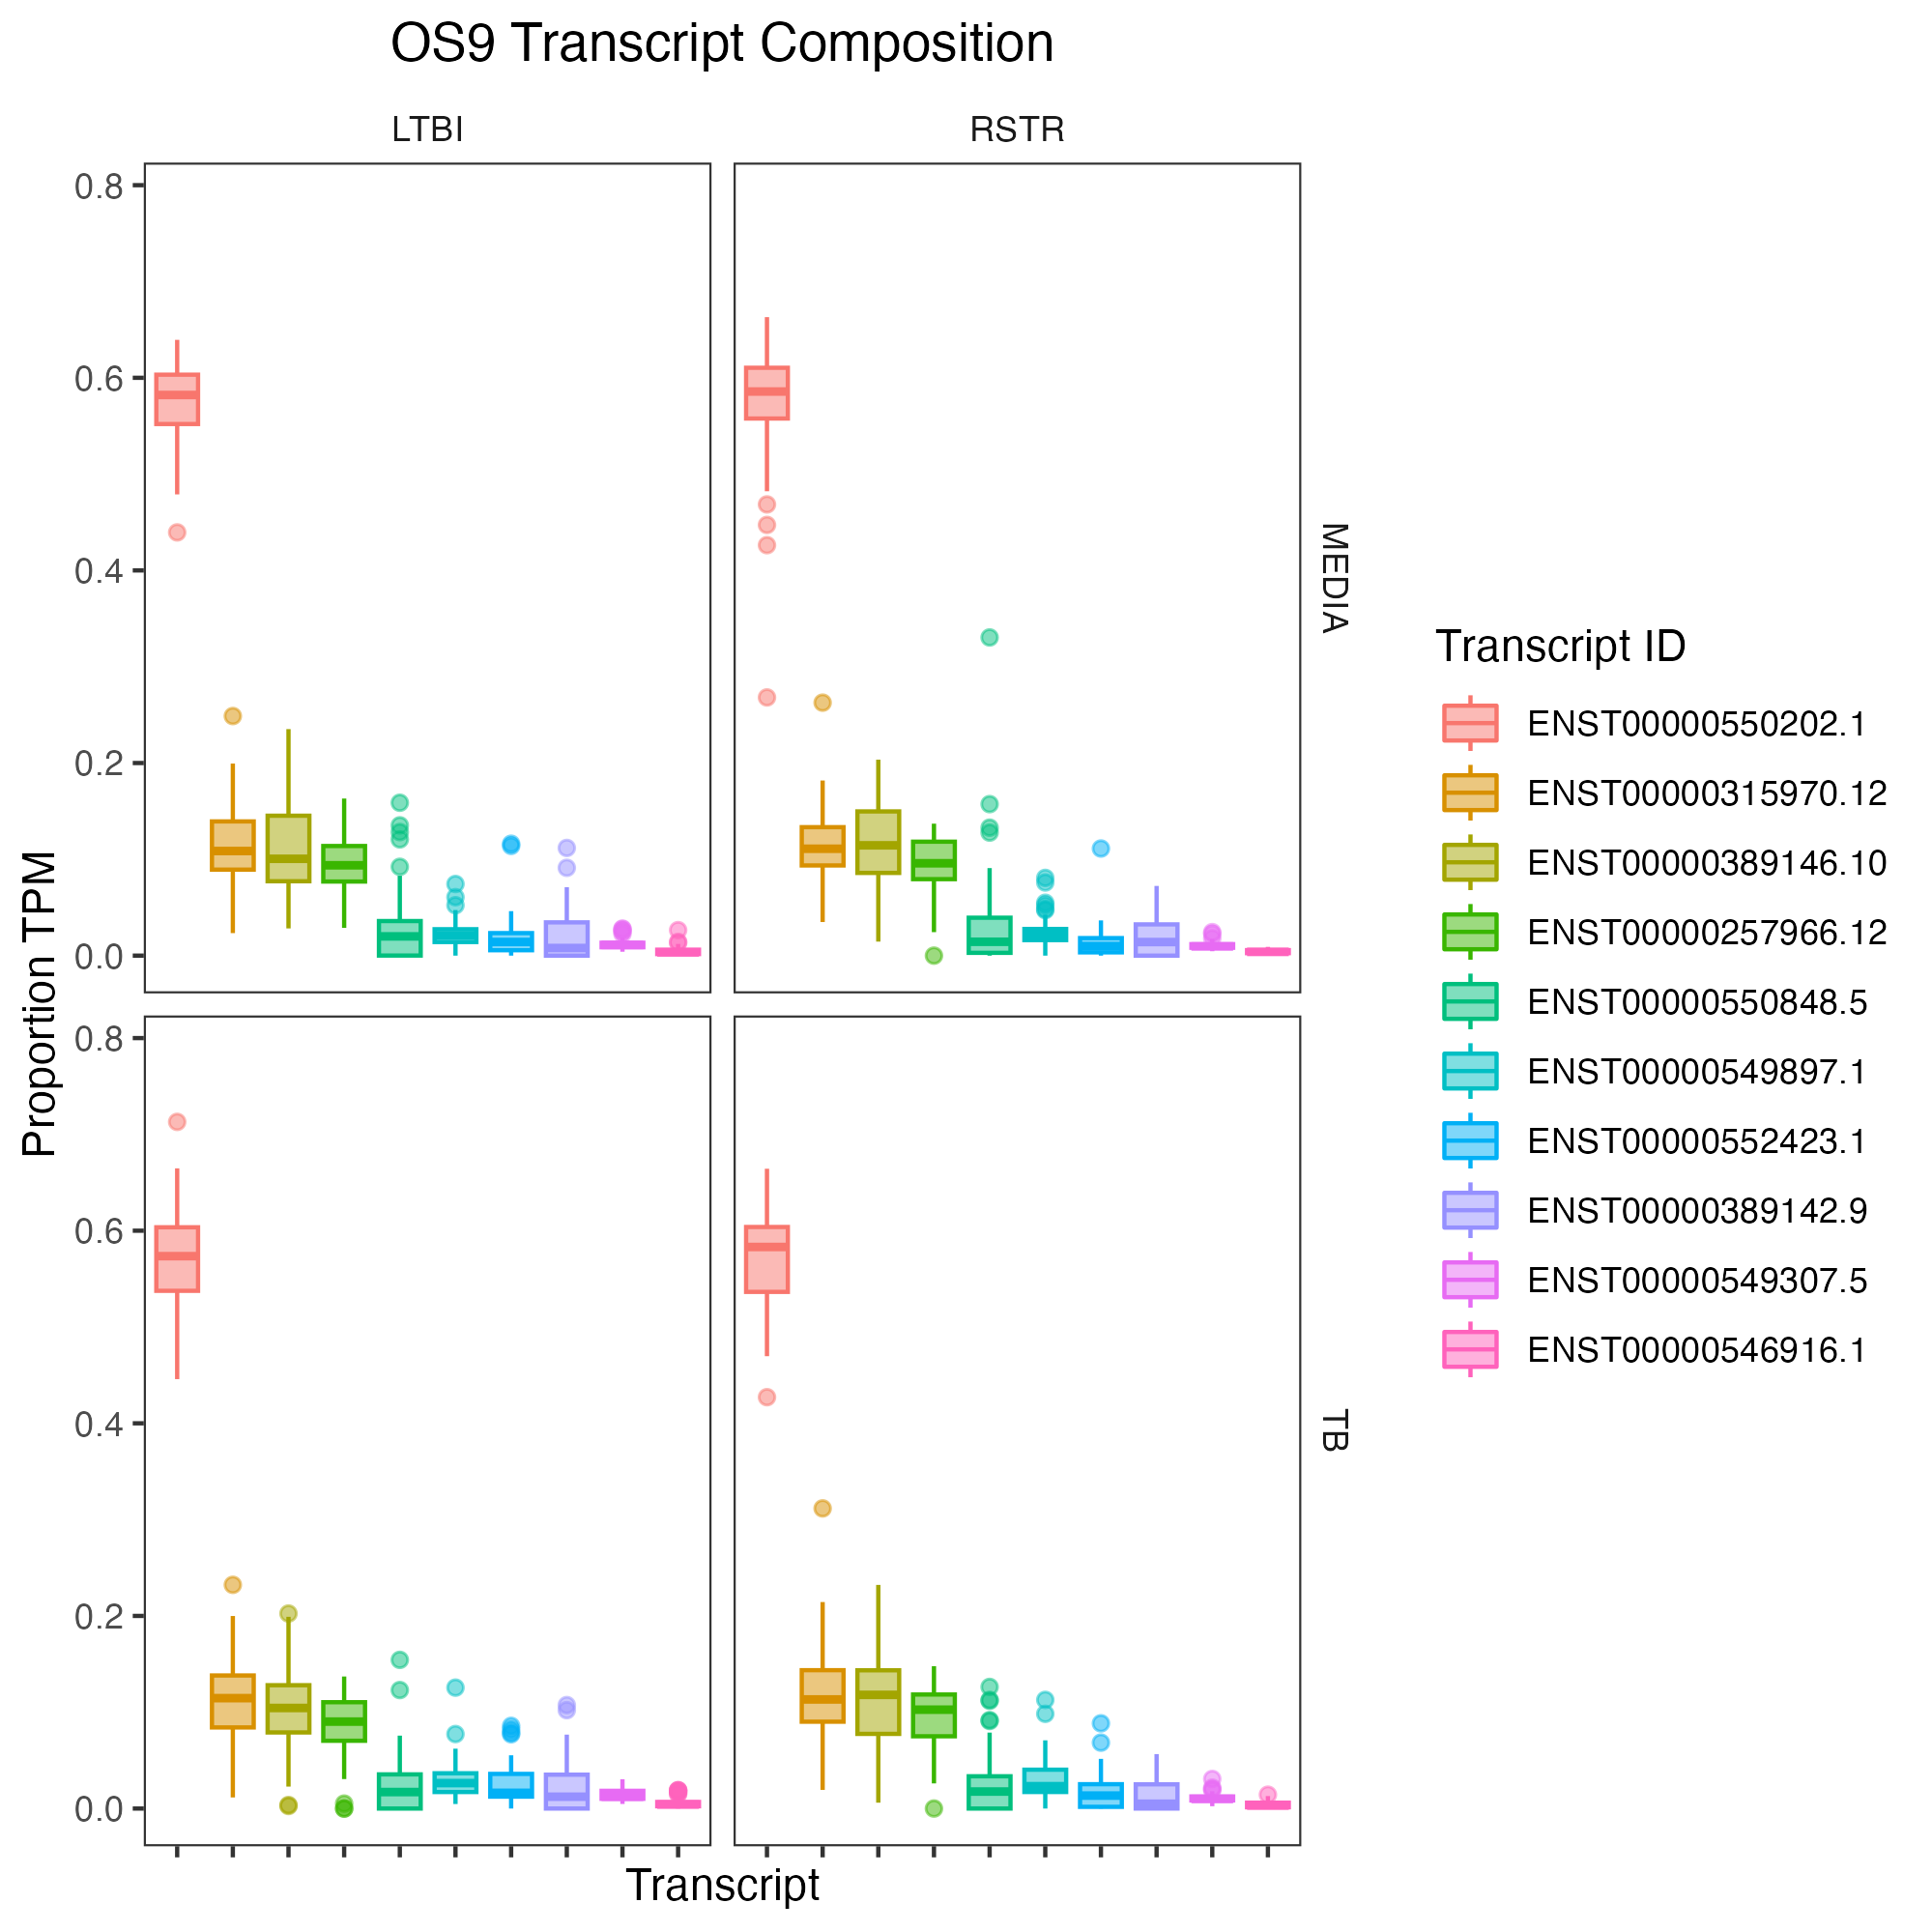 OS9 Transcript Composition
LTBI
RSTR
0.8
0.6
0.4
0.2
0.0
MEDIA
0.8
0.6
0.4
0.2
0.0
TB
Proportion TPM
Transcript
Transcript ID
ENST00000550202.1
ENST00000315970.12
ENST00000389146.10
ENST00000257966.12
ENST00000550848.5
ENST00000549897.1
ENST00000552423.1
ENST00000389142.9
ENST00000549307.5
ENST00000546916.1